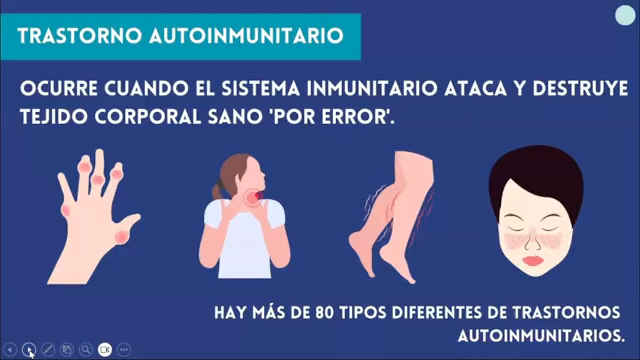 TRASTORNO AUTOINMUNITARIO
OCURRE CUANDO EL SISTEMA INMUNITARIO ATACA Y DESTRUYE
TEJIDO CORPORAL SANO 'POR ERROR'.
HAY MÁS DE 80 TIPOS DIFERENTES DE TRASTORNOS
AUTOINMUNITARIOS.